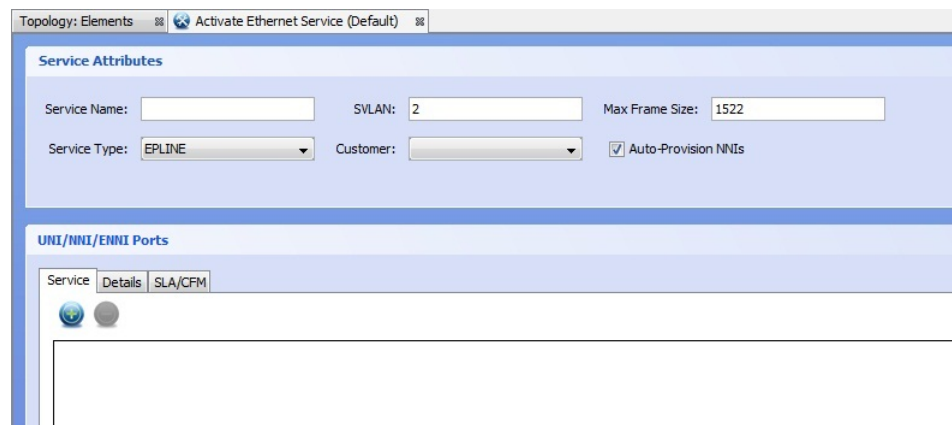 Topology: Elements Activate Ethernet Service (Default)
Service Attributes
Service Name: SVLAN: 2 Max Frame Size: 1522
Service Type: EPLINE Customer: Auto-Provision NNIs
UNI/NNI/ENNI Ports
Service Details SLA/CFM